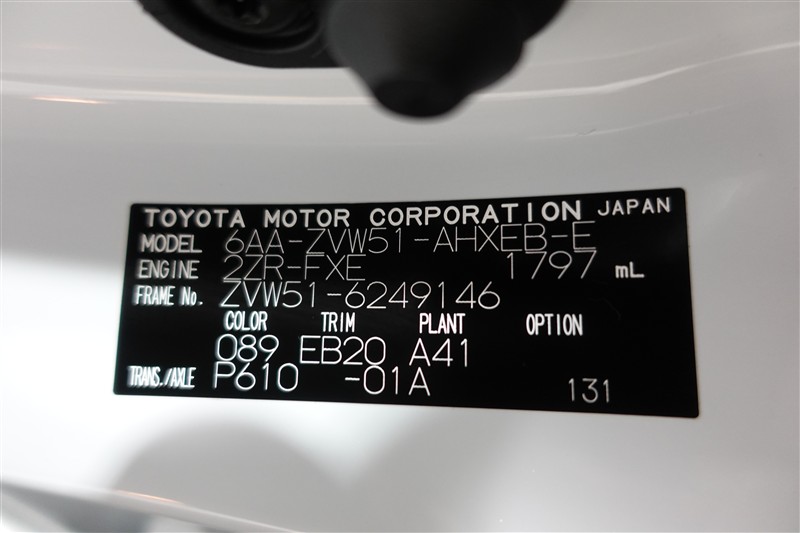 TOYOTA MOTOR CORPORATION JAPAN
MODEL 6AA-ZVW51-AHXEB-E
ENGINE 2ZR-FXE 1797 mL
FRAME No. ZVW51-6249146
COLOR TRIM PLANT OPTION
089 EB20 A41
TRANS./AXLE P610 -01A 131